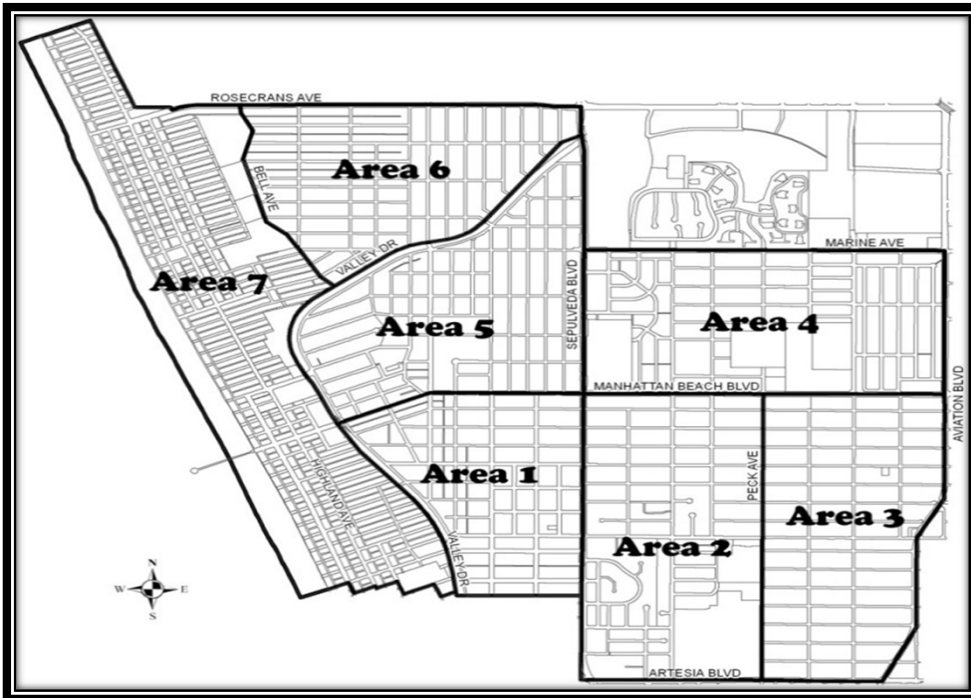 ROSECRANS AVE
Area 6
BELL AVE
VALLEY DR
MARINE AVE
Area 7
SEPULVEDA BLVD
Area 5
Area 4
MANHATTAN BEACH BLVD
AVIATION BLVD
HIGHLAND AVE
Area 1
PECK AVE
Area 3
VALLEY DR
Area 2
N
W
E
S
ARTESIA BLVD